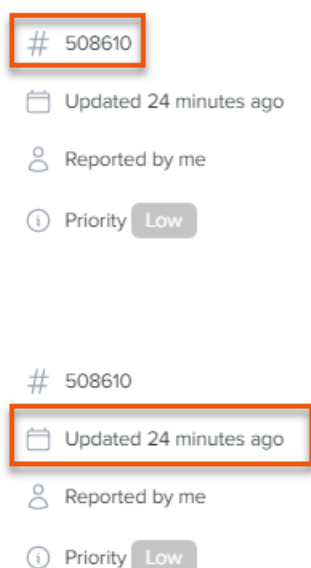 # 508610
Updated 24 minutes ago
Reported by me
Priority Low
# 508610
Updated 24 minutes ago
Reported by me
Priority Low